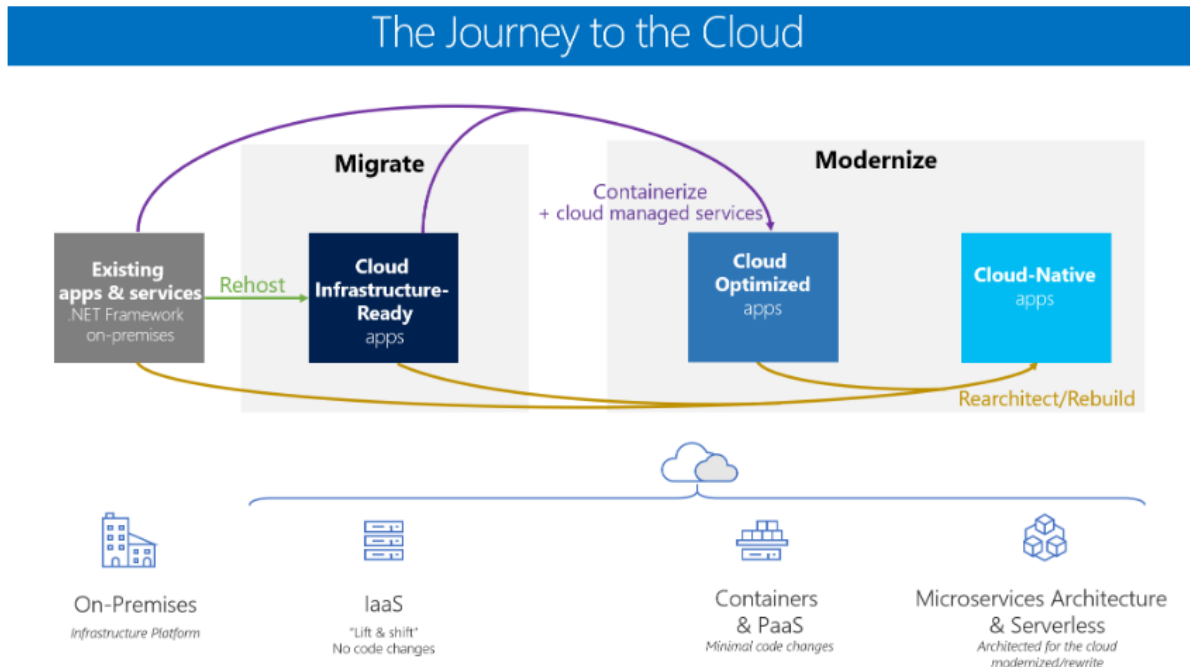 The Journey to the Cloud
Migrate
Modernize
Containerize
+ cloud managed services
Existing
apps & services
.NET Framework
on-premises
Rehost
Cloud
Infrastructure-
Ready
apps
Cloud
Optimized
apps
Cloud-Native
apps
Rearchitect/Rebuild
On-Premises
Infrastructure Platform
IaaS
"Lift & shift"
No code changes
Containers
& PaaS
Minimal code changes
Microservices Architecture
& Serverless
Architected for the cloud
modernized/rewrite